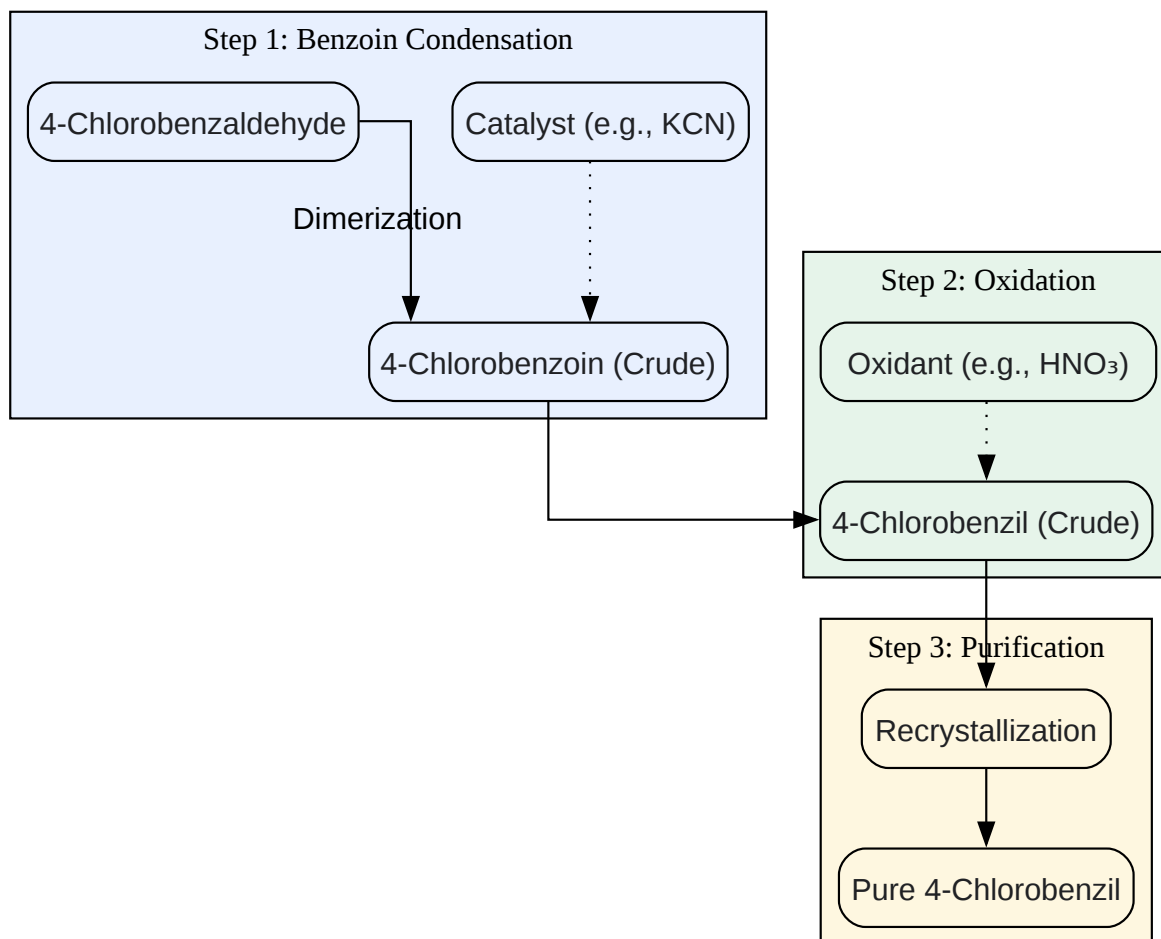 Step 1: Benzoin Condensation
4-Chlorobenzaldehyde
Catalyst (e.g., KCN)
Dimerization
4-Chlorobenzoin (Crude)
Step 2: Oxidation
Oxidant (e.g., HNO₃)
4-Chlorobenzil (Crude)
Step 3: Purification
Recrystallization
Pure 4-Chlorobenzil